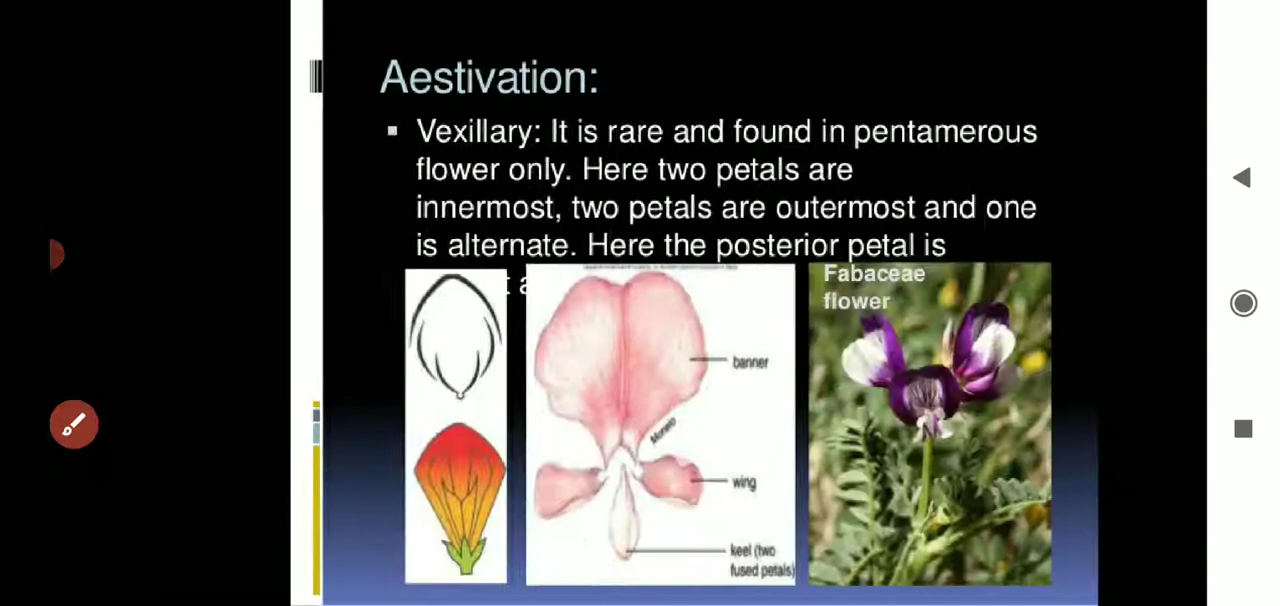 Aestivation:
Vexillary: It is rare and found in pentamerous
flower only. Here two petals are
innermost, two petals are outermost and one
is alternate. Here the posterior petal is
t a
Fabaceae
flower
banner
Moneto
wing
keel (two
fused petals)